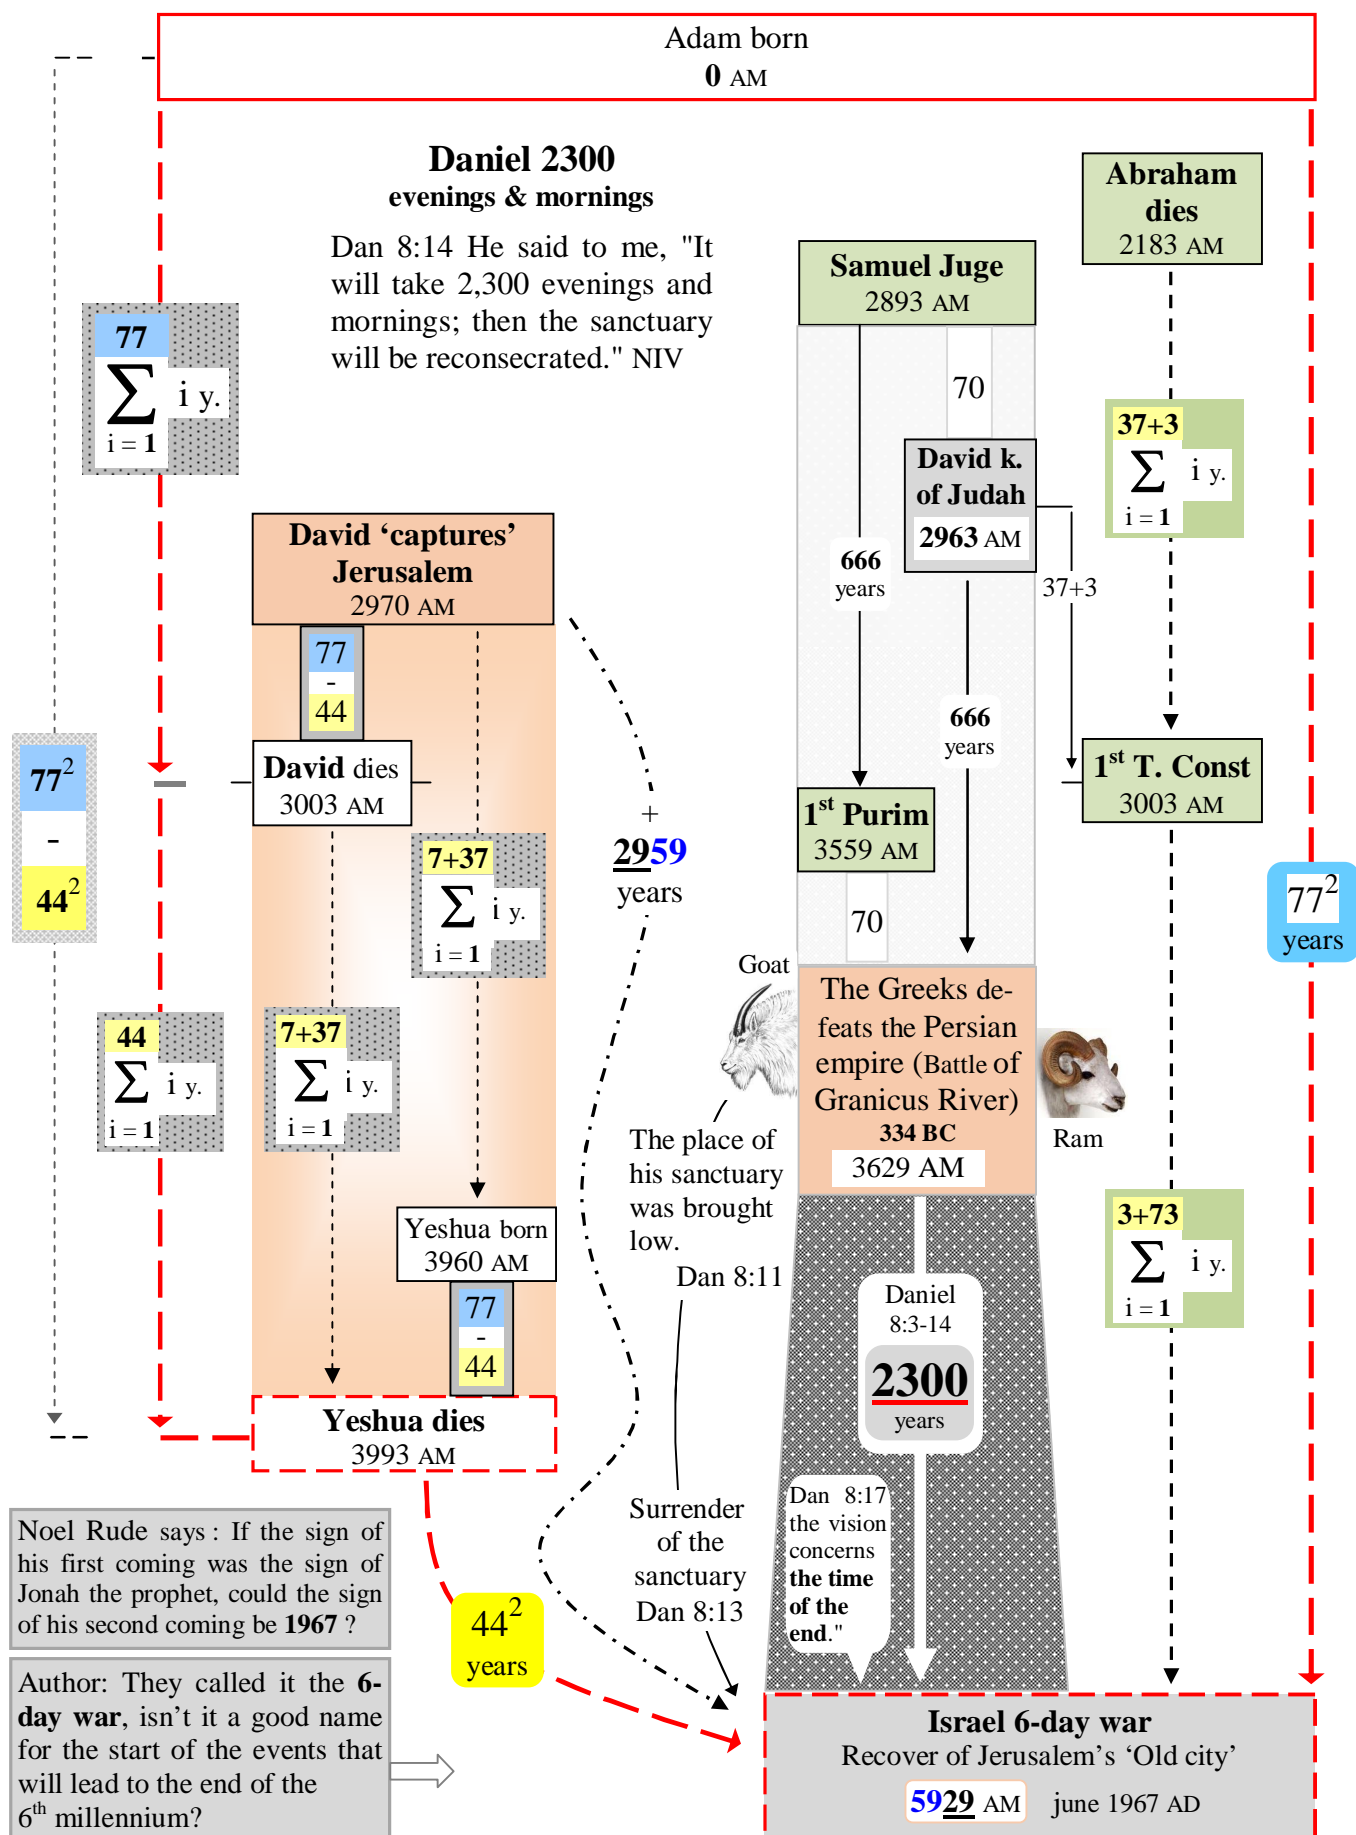 Adam born
0 AM
Daniel 2300
evenings & mornings
Dan 8:14 He said to me, "It
will take 2,300 evenings and
mornings; then the sanctuary
will be reconsecrated." NIV
Abraham
dies
2183 AM
Samuel Juge
2893 AM
77
∑ i y.
i = 1
70
37+3
∑ i y.
i = 1
David k.
of Judah
2963 AM
David ‘captures’
Jerusalem
2970 AM
666
years
37+3
77
-
44
666
years
77²
-
44²
David dies
3003 AM
1st T. Const
3003 AM
+
2959
years
1st Purim
3559 AM
7+37
∑ i y.
i = 1
77²
years
70
Goat
The Greeks de-
feats the Persian
empire (Battle of
Granicus River)
334 BC
3629 AM
Ram
44
∑ i y.
i = 1
7+37
∑ i y.
i = 1
The place of
his sanctuary
was brought
low.
Dan 8:11
Yeshua born
3960 AM
3+73
∑ i y.
i = 1
77
-
44
Daniel
8:3-14
2300
years
Yeshua dies
3993 AM
Dan 8:17
the vision
concerns
the time
of the
end."
Surrender
of the
sanctuary
Dan 8:13
Noel Rude says : If the sign of
his first coming was the sign of
Jonah the prophet, could the sign
of his second coming be 1967 ?
44²
years
Author: They called it the 6-
day war, isn’t it a good name
for the start of the events that
will lead to the end of the
6th millennium?
Israel 6-day war
Recover of Jerusalem’s ‘Old city’
5929 AM june 1967 AD